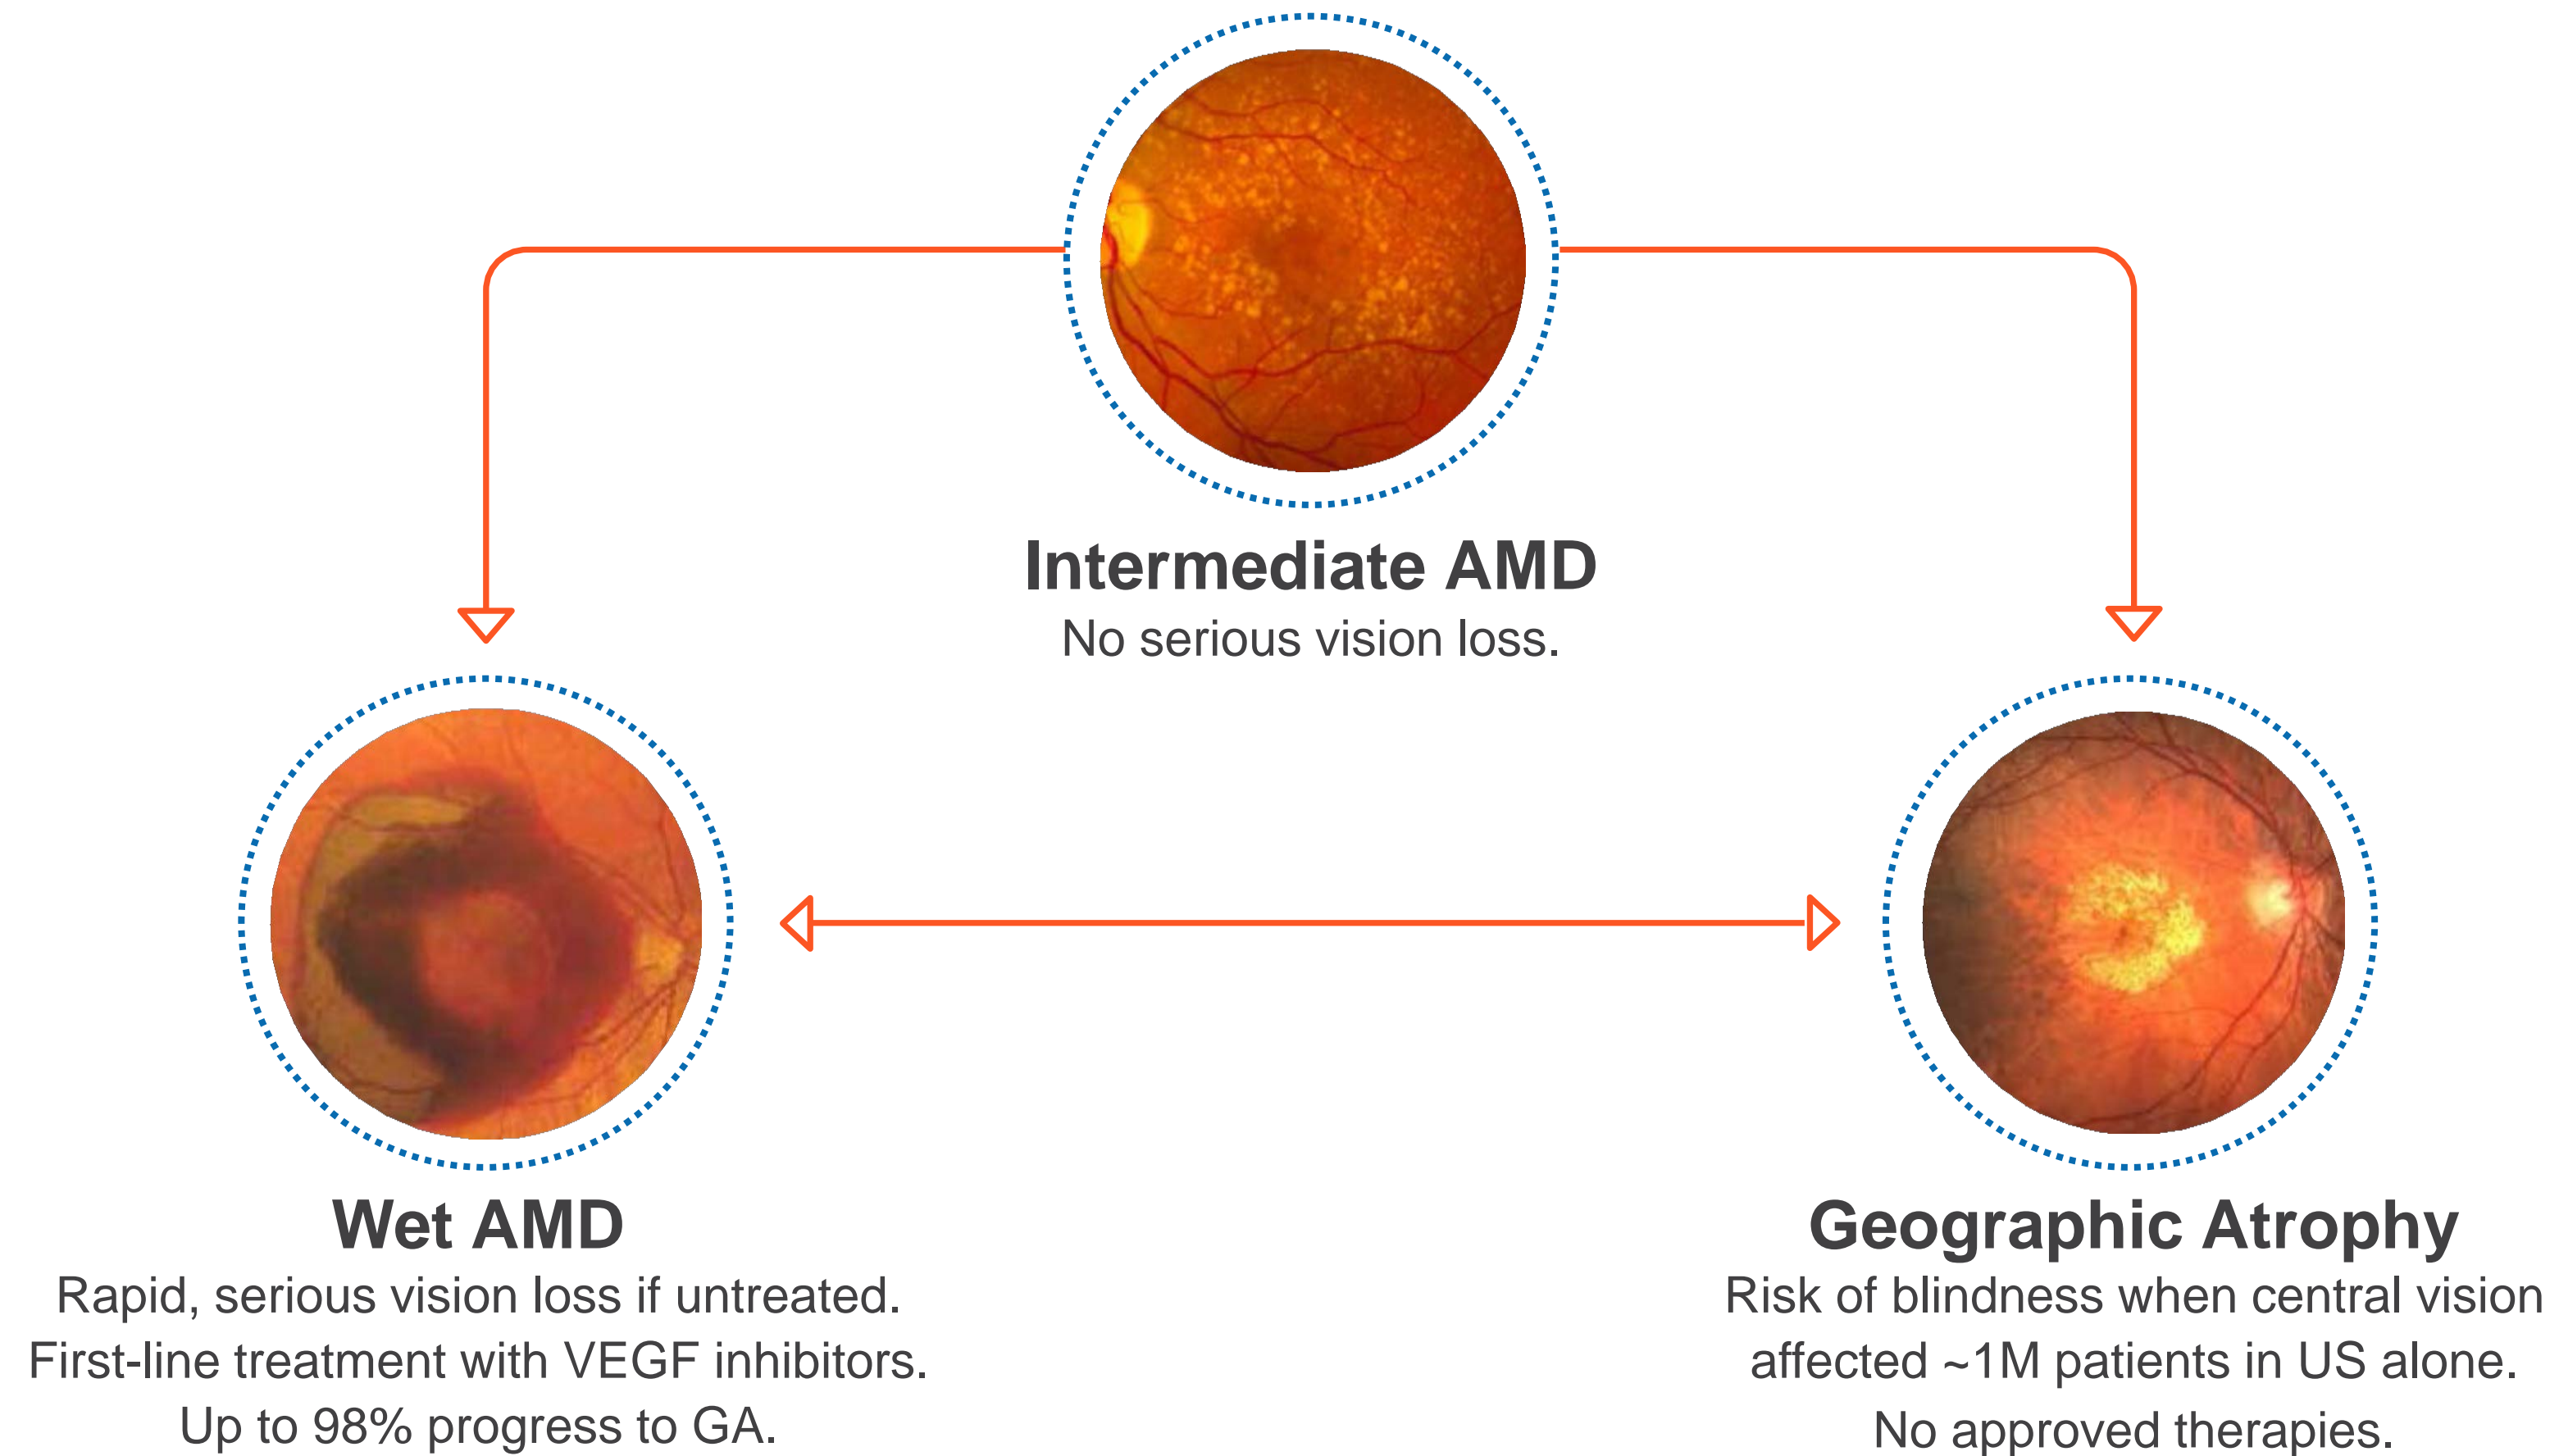 Intermediate AMD
No serious vision loss.
Wet AMD
Rapid, serious vision loss if untreated.
First-line treatment with VEGF inhibitors.
Up to 98% progress to GA.
Geographic Atrophy
Risk of blindness when central vision
affected ~1M patients in US alone.
No approved therapies.